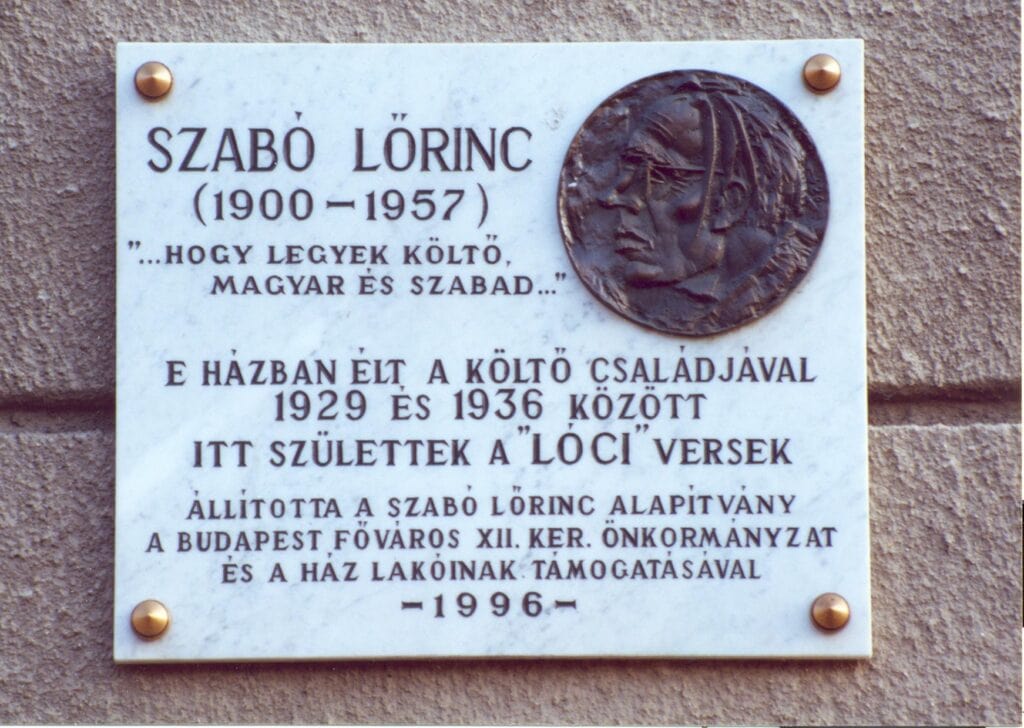 SZABÓ LŐRINC
(1900 – 1957)
"...HOGY LEGYEK KÖLTŐ,
MAGYAR ÉS SZABAD..."
E HÁZBAN ÉLT A KÖLTŐ CSALÁDJÁVAL
1929 ÉS 1936 KÖZÖTT
ITT SZÜLETTEK A "LÓCI" VERSEK
ÁLLÍTOTTA A SZABÓ LŐRINC ALAPÍTVÁNY
A BUDAPEST FŐVÁROS XII. KER. ÖNKORMÁNYZAT
ÉS A HÁZ LAKÓINAK TÁMOGATÁSÁVAL
– 1996 –